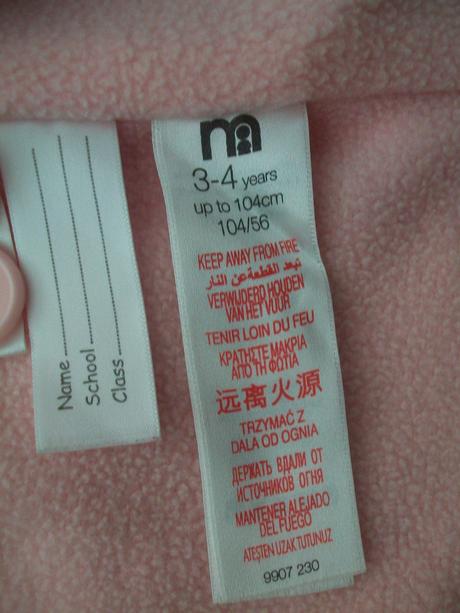 Name
School
Class
m
3-4 years
up to 104cm
104/56
KEEP AWAY FROM FIRE
تبعد القطعة عن النار
VERWIJDERD HOUDEN
VAN HET VUUR
TENIR LOIN DU FEU
ΚΡΑΤΗΣΤΕ ΜΑΚΡΙΑ
ΑΠΟ ΤΗ ΦΩΤΙΑ
远离火源
TRZYMAĆ Z
DALA OD OGNIA
ДЕРЖАТЬ ВДАЛИ ОТ
ИСТОЧНИКОВ ОГНЯ
MANTENER ALEJADO
DEL FUEGO
ATEŞTEN UZAK TUTUNUZ
9907 230